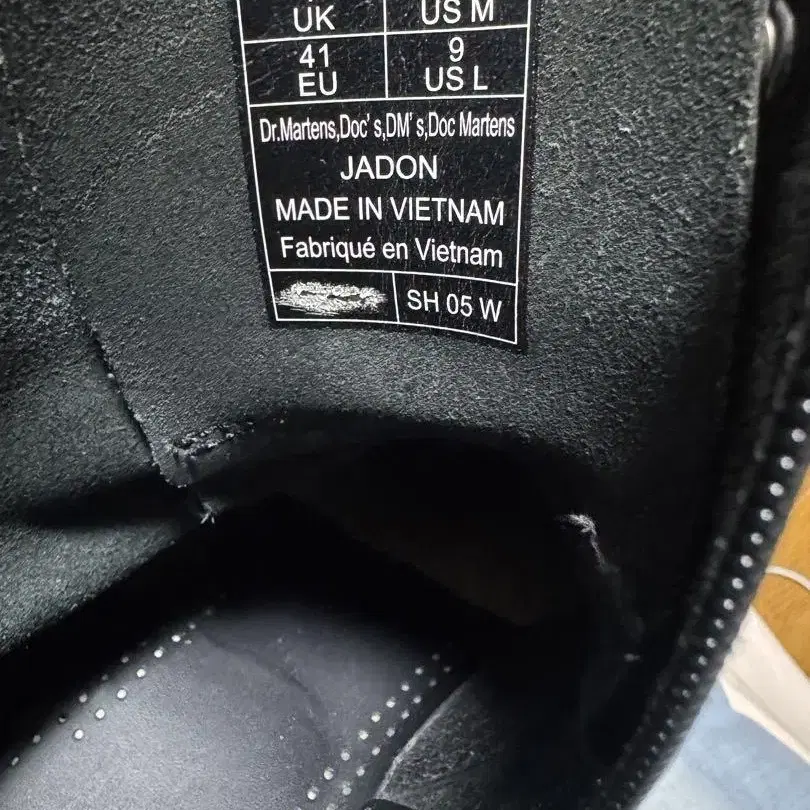 UK US M
41 9
EU US L
Dr.Martens,Doc's,DM's,Doc Martens
JADON
MADE IN VIETNAM
Fabriqué en Vietnam
SH 05 W